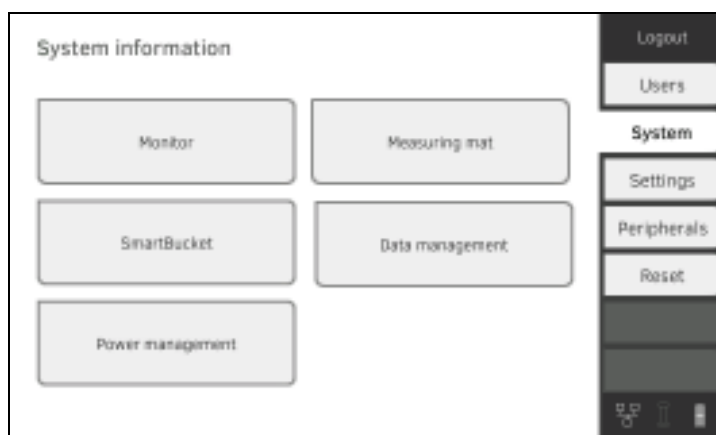 System information
Monitor
Measuring mat
SmartBucket
Data management
Power management
Logout
Users
System
Settings
Peripherals
Reset